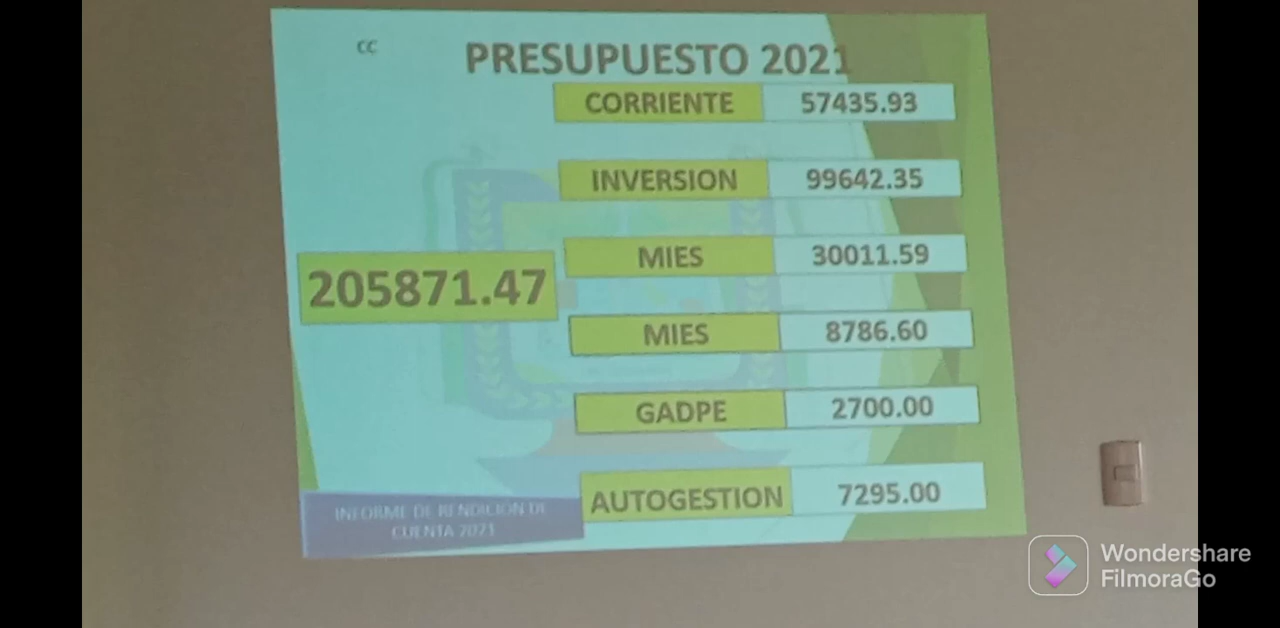 CC
PRESUPUESTO 2021
CORRIENTE 57435.93
INVERSION 99642.35
MIES 30011.59
205871.47
MIES 8786.60
GADPE 2700.00
AUTOGESTION 7295.00
INFORME DE RENDICION DE
CUENTA 2021
Wondershare
FilmoraGo